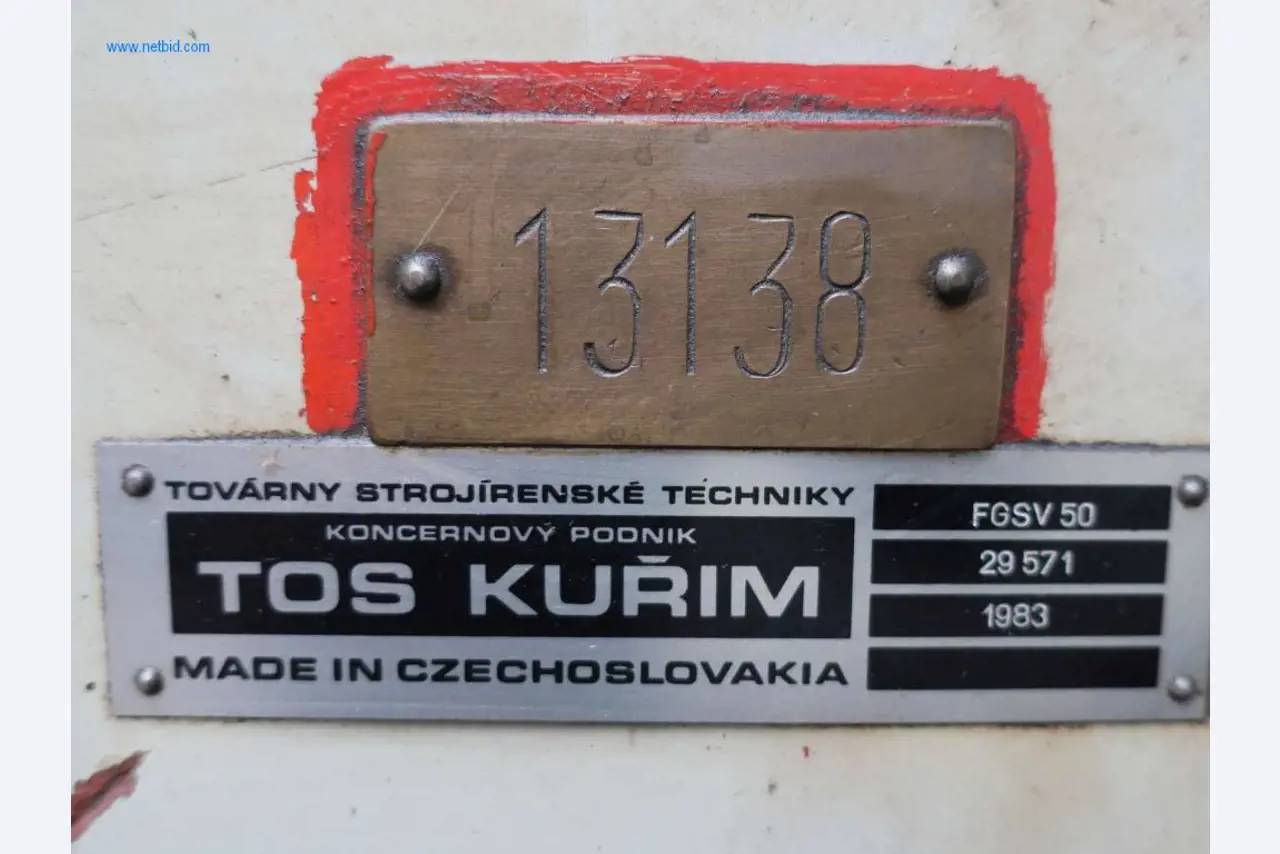 www.netbid.com
13138
TOVÁRNY STROJÍRENSKÉ TECHNIKY
KONCERNOVÝ PODNIK
TOS KUŘIM
MADE IN CZECHOSLOVAKIA
FGSV 50
29 571
1983